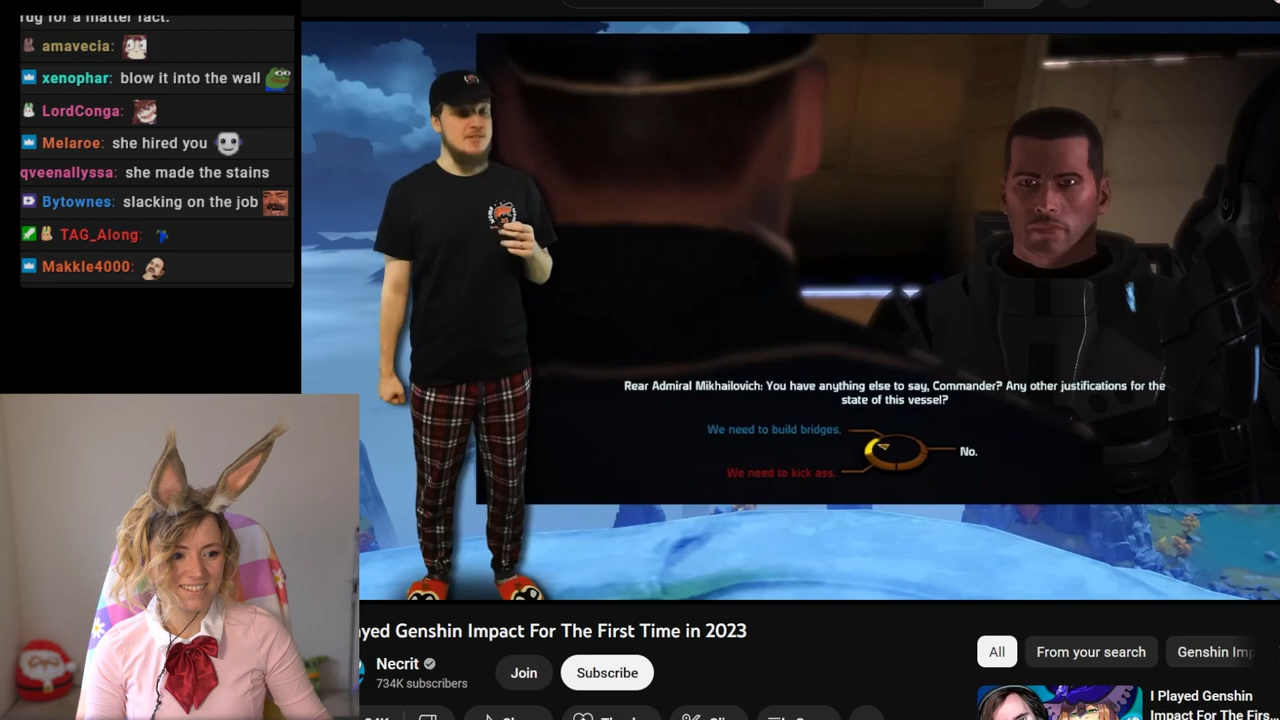 rug for a matter fact.
amavecia:
xenophar: blow it into the wall
LordConga:
Melaroe: she hired you
qveenallyssa: she made the stains
Bytownes: slacking on the job
TAG_Along:
Makkle4000:
Rear Admiral Mikhailovich: You have anything else to say, Commander? Any other justifications for the
state of this vessel?
We need to build bridges.
No.
We need to kick ass.
ayed Genshin Impact For The First Time in 2023
Necrit
734K subscribers
Join
Subscribe
All
From your search
Genshin Imp
I Played Genshin
Impact For The Firs